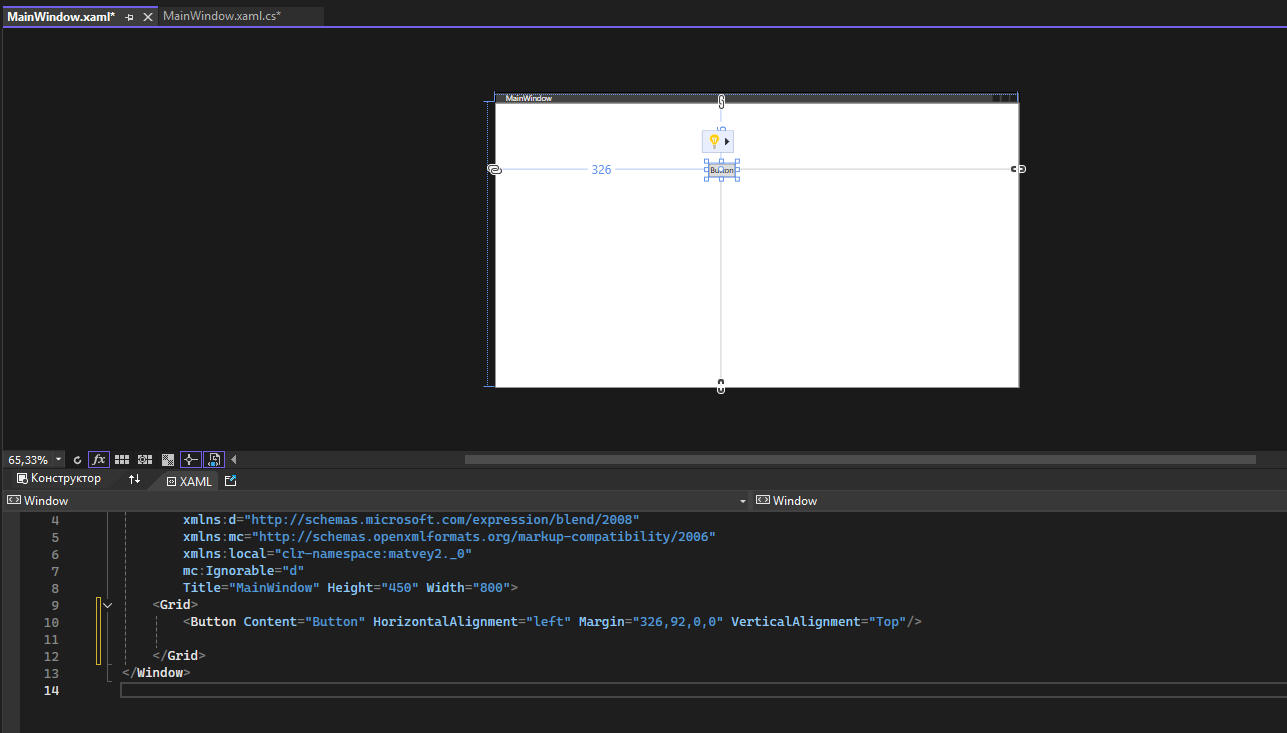 MainWindow.xaml* MainWindow.xaml.cs*
MainWindow
326
Button
65,33% fx
Конструктор XAML
Window Window
4 xmlns:d="http://schemas.microsoft.com/expression/blend/2008"
5 xmlns:mc="http://schemas.openxmlformats.org/markup-compatibility/2006"
6 xmlns:local="clr-namespace:matvey2._0"
7 mc:Ignorable="d"
8 Title="MainWindow" Height="450" Width="800">
9 <Grid>
10 <Button Content="Button" HorizontalAlignment="left" Margin="326,92,0,0" VerticalAlignment="Top"/>
11
12 </Grid>
13 </Window>
14